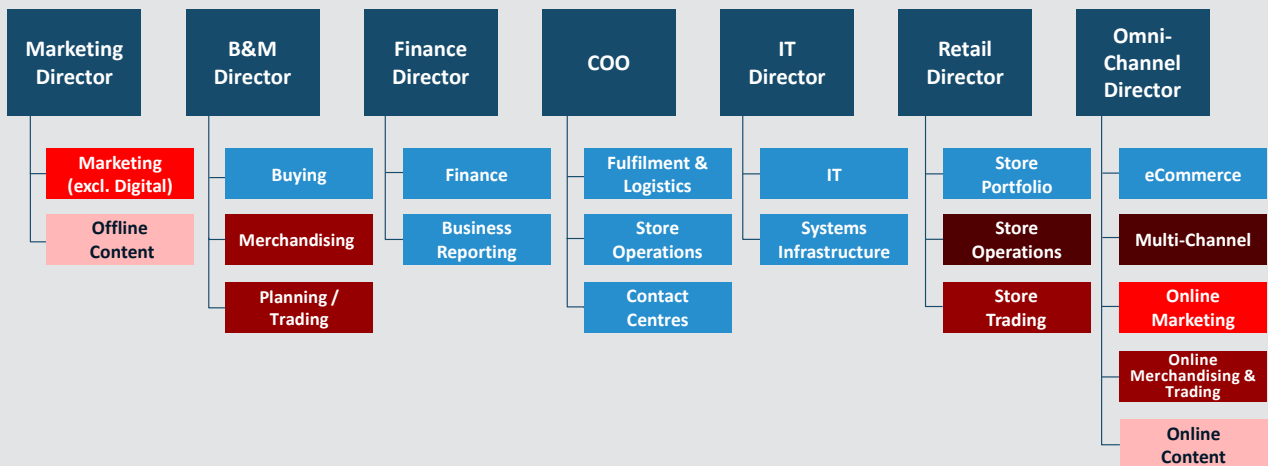 Marketing
Director
B&M
Director
Finance
Director
COO
IT
Director
Retail
Director
Omni-
Channel
Director
Marketing
(excl. Digital)
Offline
Content
Buying
Merchandising
Planning /
Trading
Finance
Business
Reporting
Fulfilment &
Logistics
Store
Operations
Contact
Centres
IT
Systems
Infrastructure
Store
Portfolio
Store
Operations
Store
Trading
eCommerce
Multi-Channel
Online
Marketing
Online
Merchandising &
Trading
Online
Content